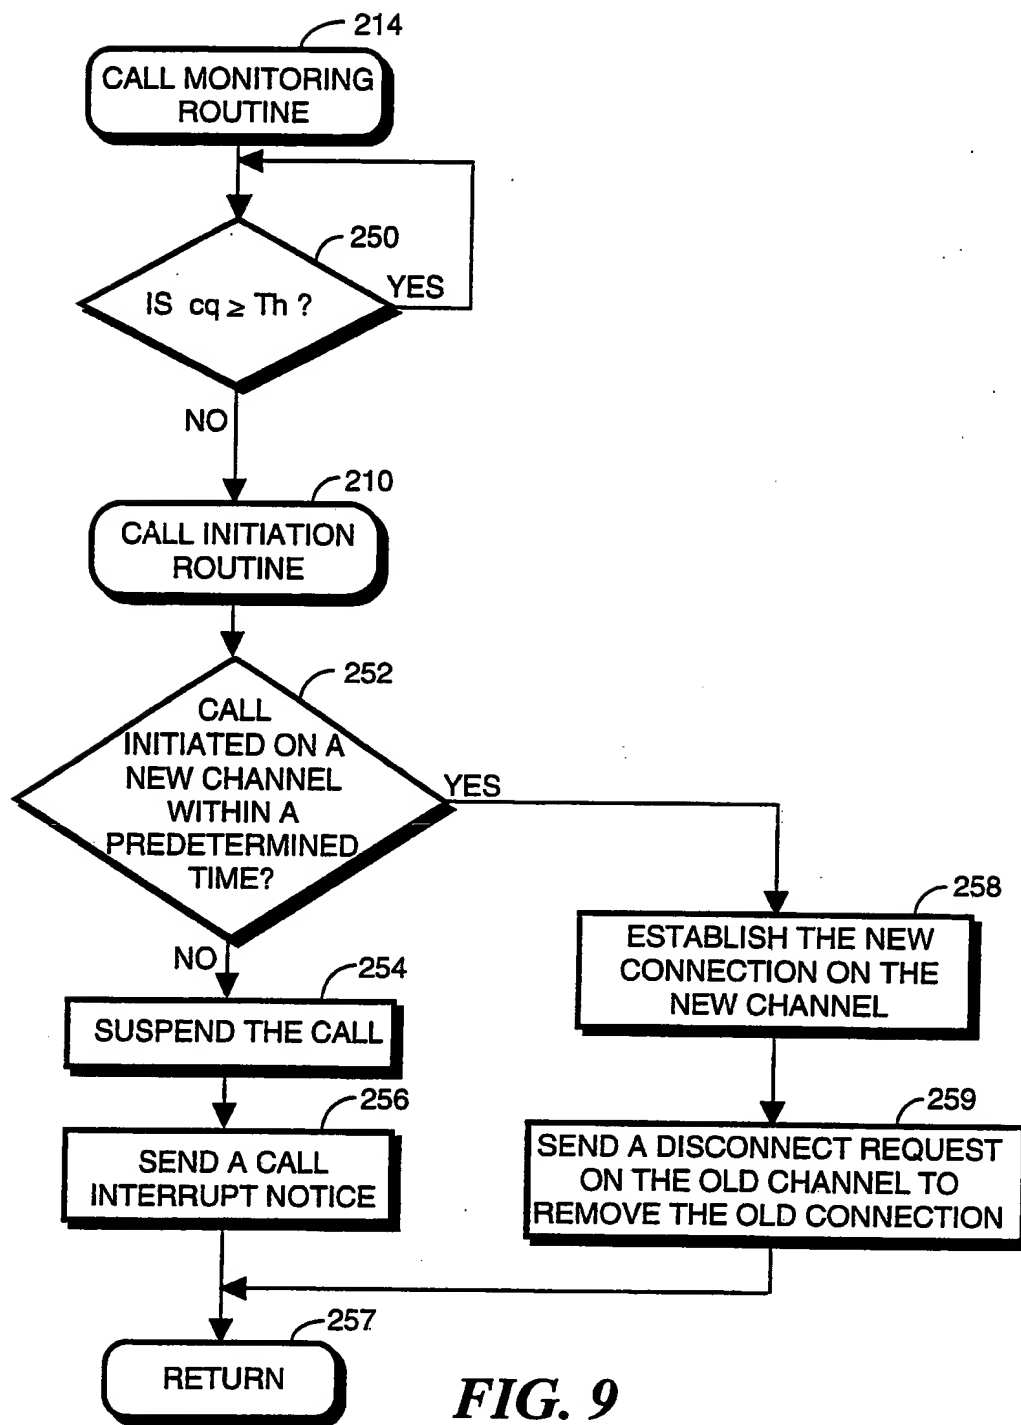 214
CALL MONITORING
ROUTINE
250
IS cq ≥ Th ?
YES
NO
210
CALL INITIATION
ROUTINE
252
CALL
INITIATED ON A
NEW CHANNEL
WITHIN A
PREDETERMINED
TIME?
YES
NO
258
ESTABLISH THE NEW
CONNECTION ON THE
NEW CHANNEL
254
SUSPEND THE CALL
256
SEND A CALL
INTERRUPT NOTICE
259
SEND A DISCONNECT REQUEST
ON THE OLD CHANNEL TO
REMOVE THE OLD CONNECTION
257
RETURN
FIG. 9